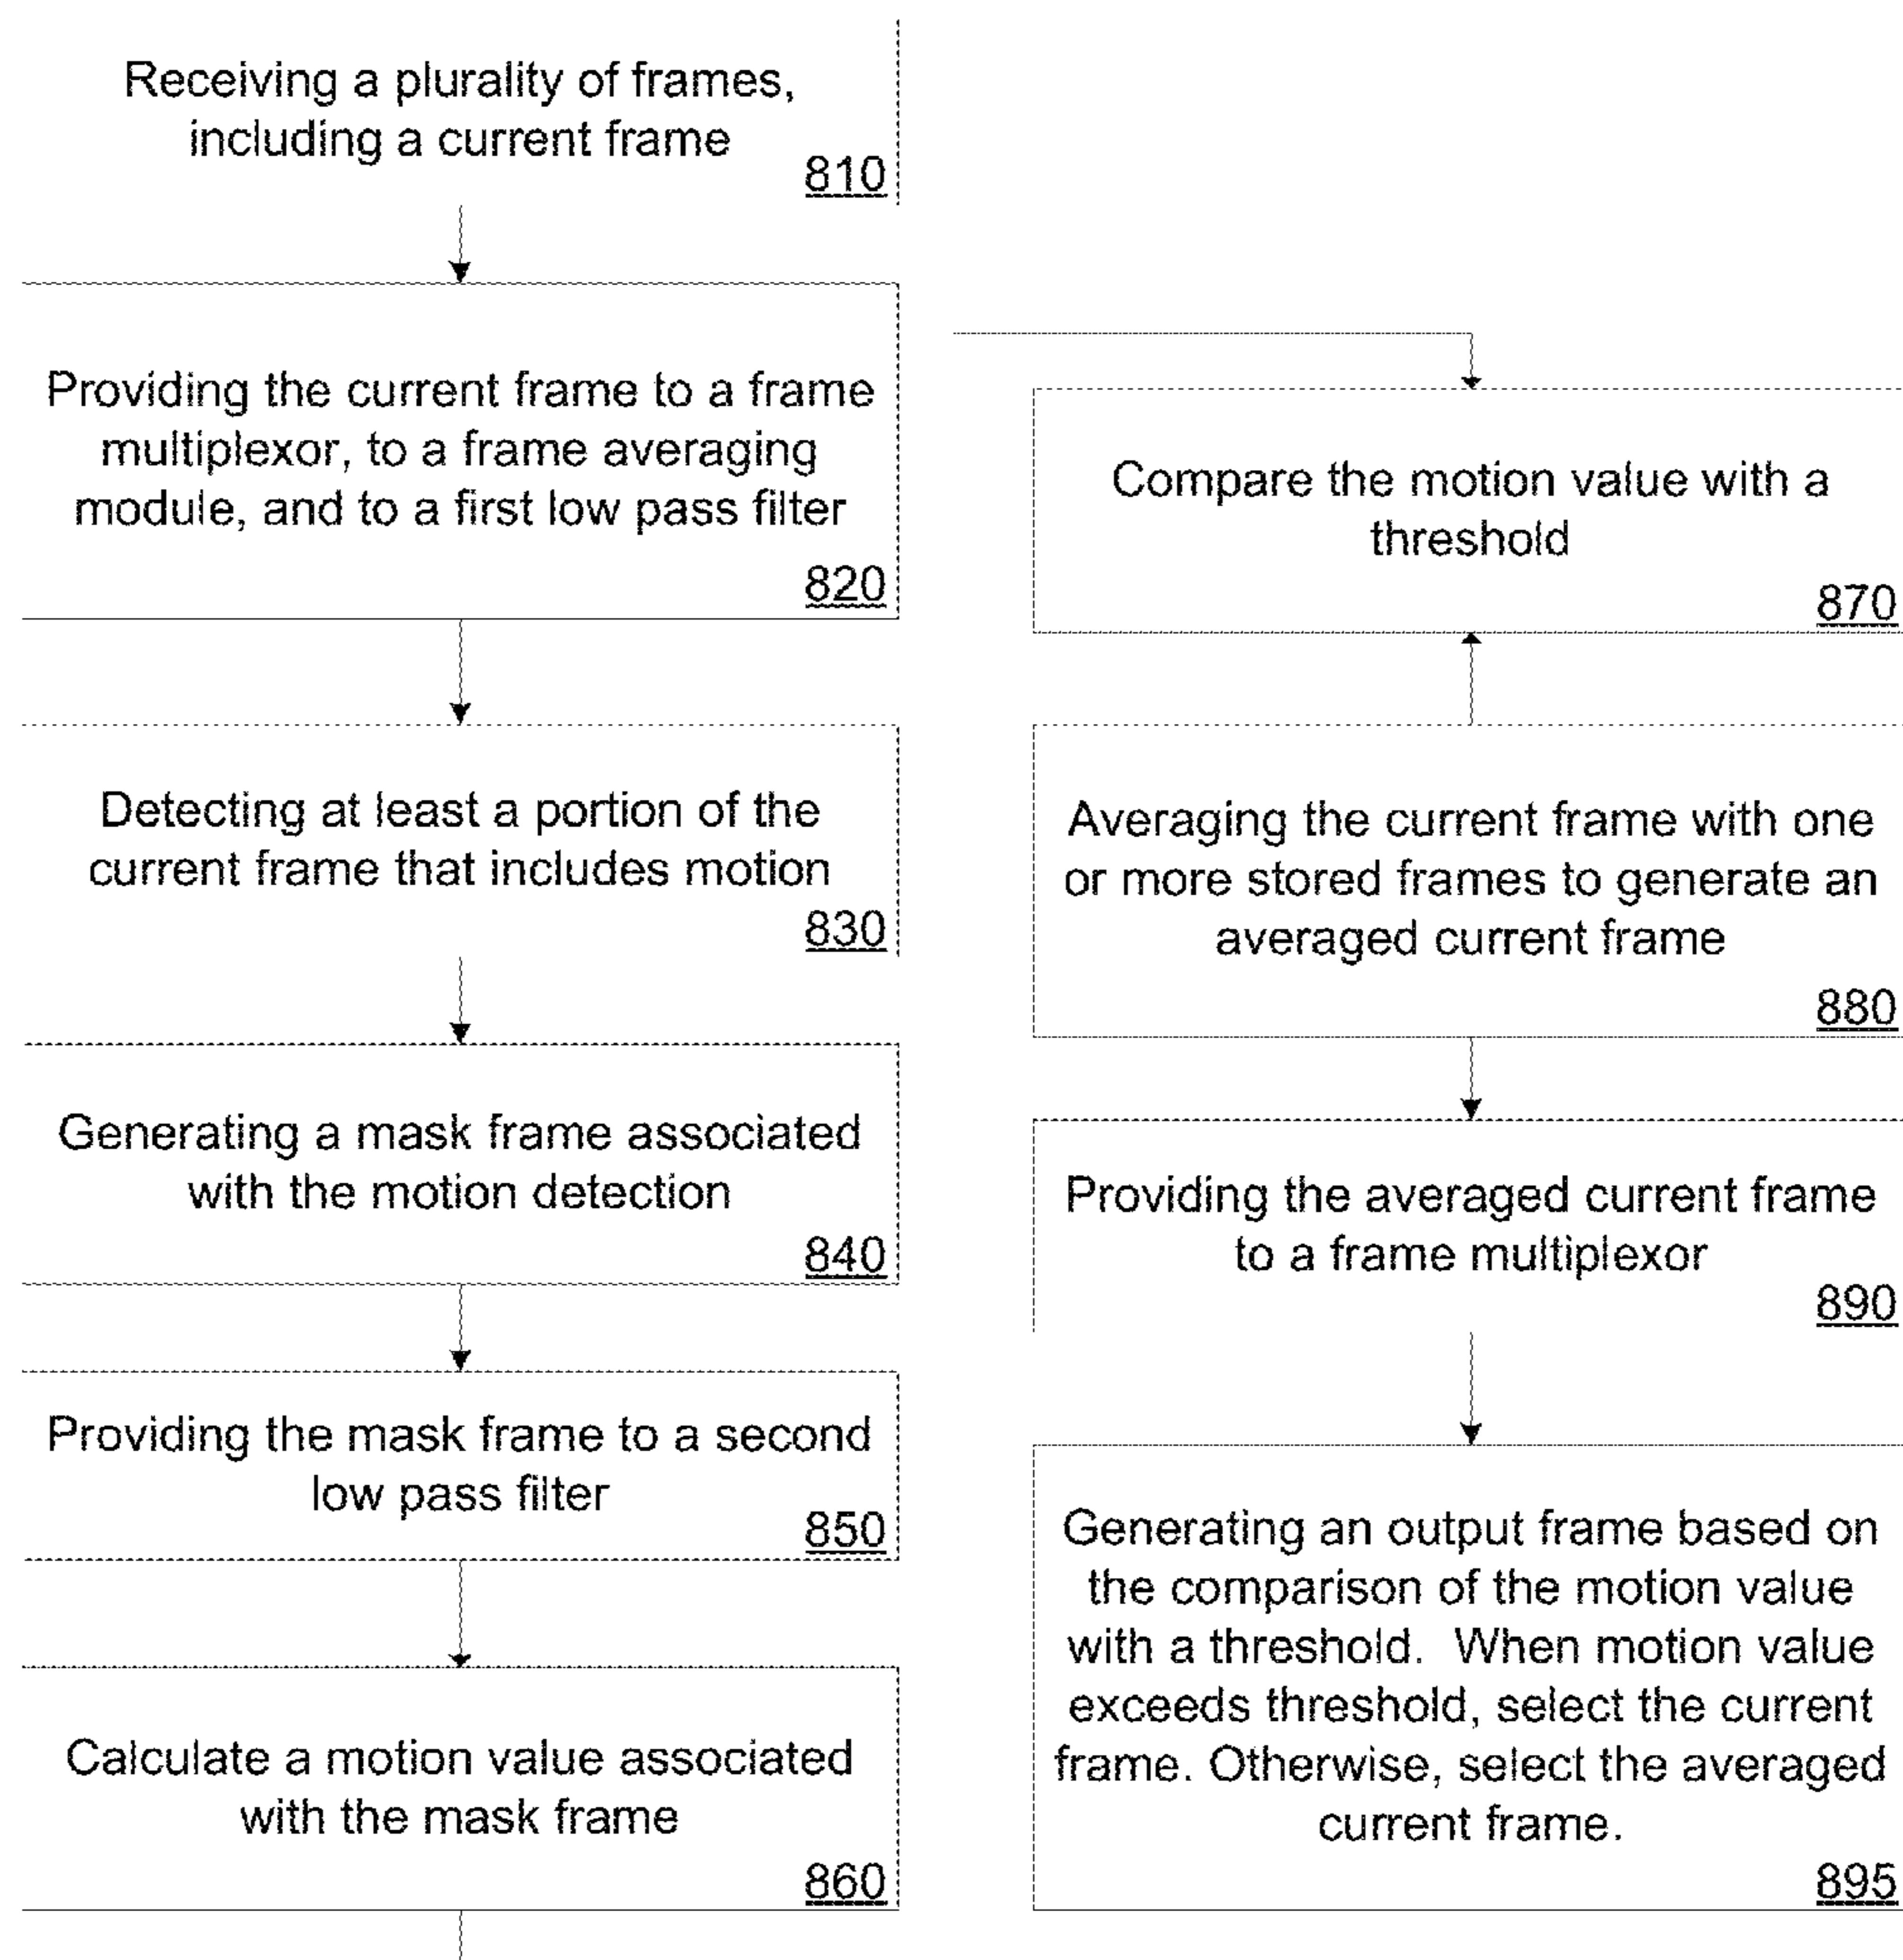 Receiving a plurality of frames,
including a current frame
810
Providing the current frame to a frame
multiplexor, to a frame averaging
module, and to a first low pass filter
820
Detecting at least a portion of the
current frame that includes motion
830
Generating a mask frame associated
with the motion detection
840
Providing the mask frame to a second
low pass filter
850
Calculate a motion value associated
with the mask frame
860
Compare the motion value with a
threshold
870
Averaging the current frame with one
or more stored frames to generate an
averaged current frame
880
Providing the averaged current frame
to a frame multiplexor
890
Generating an output frame based on
the comparison of the motion value
with a threshold.  When motion value
exceeds threshold, select the current
frame. Otherwise, select the averaged
current frame.
895